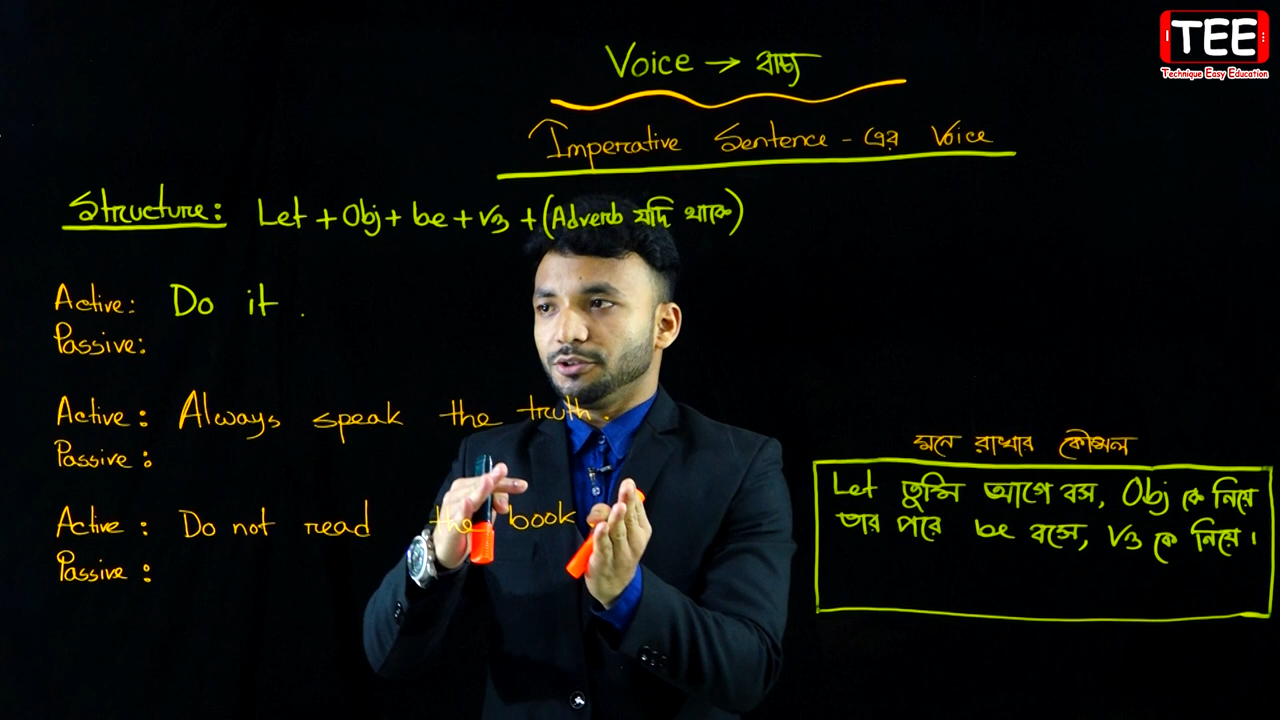 TEE
Technique Easy Education
Voice → বাচ্য
Imperative Sentence - এর Voice
Structure: Let + Obj + be + V3 + (Adverb যদি থাকে)
Active: Do it.
Passive:
Active: Always speak the truth.
Passive:
Active: Do not read the book
Passive:
মনে রাখার কৌশল
Let তুমি আগে বস, Obj কে নিয়ে
তার পরে be বসে, V3 কে নিয়ে।